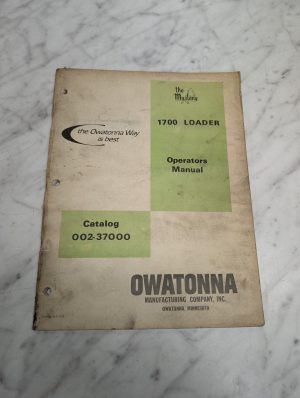 the
Mustang
1700 LOADER
the Owatonna Way
is best
Operators
Manual
Catalog
002-37000
OWATONNA
MANUFACTURING COMPANY, INC.
OWATONNA, MINNESOTA